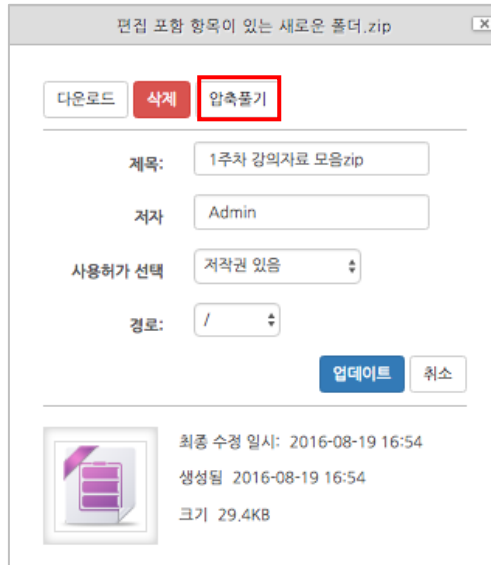 편집 포함 항목이 있는 새로운 폴더.zip
다운로드 삭제 압축풀기
제목: 1주차 강의자료 모음zip
저자 Admin
사용허가 선택 저작권 있음
경로: /
업데이트 취소
최종 수정 일시: 2016-08-19 16:54
생성됨 2016-08-19 16:54
크기 29.4KB